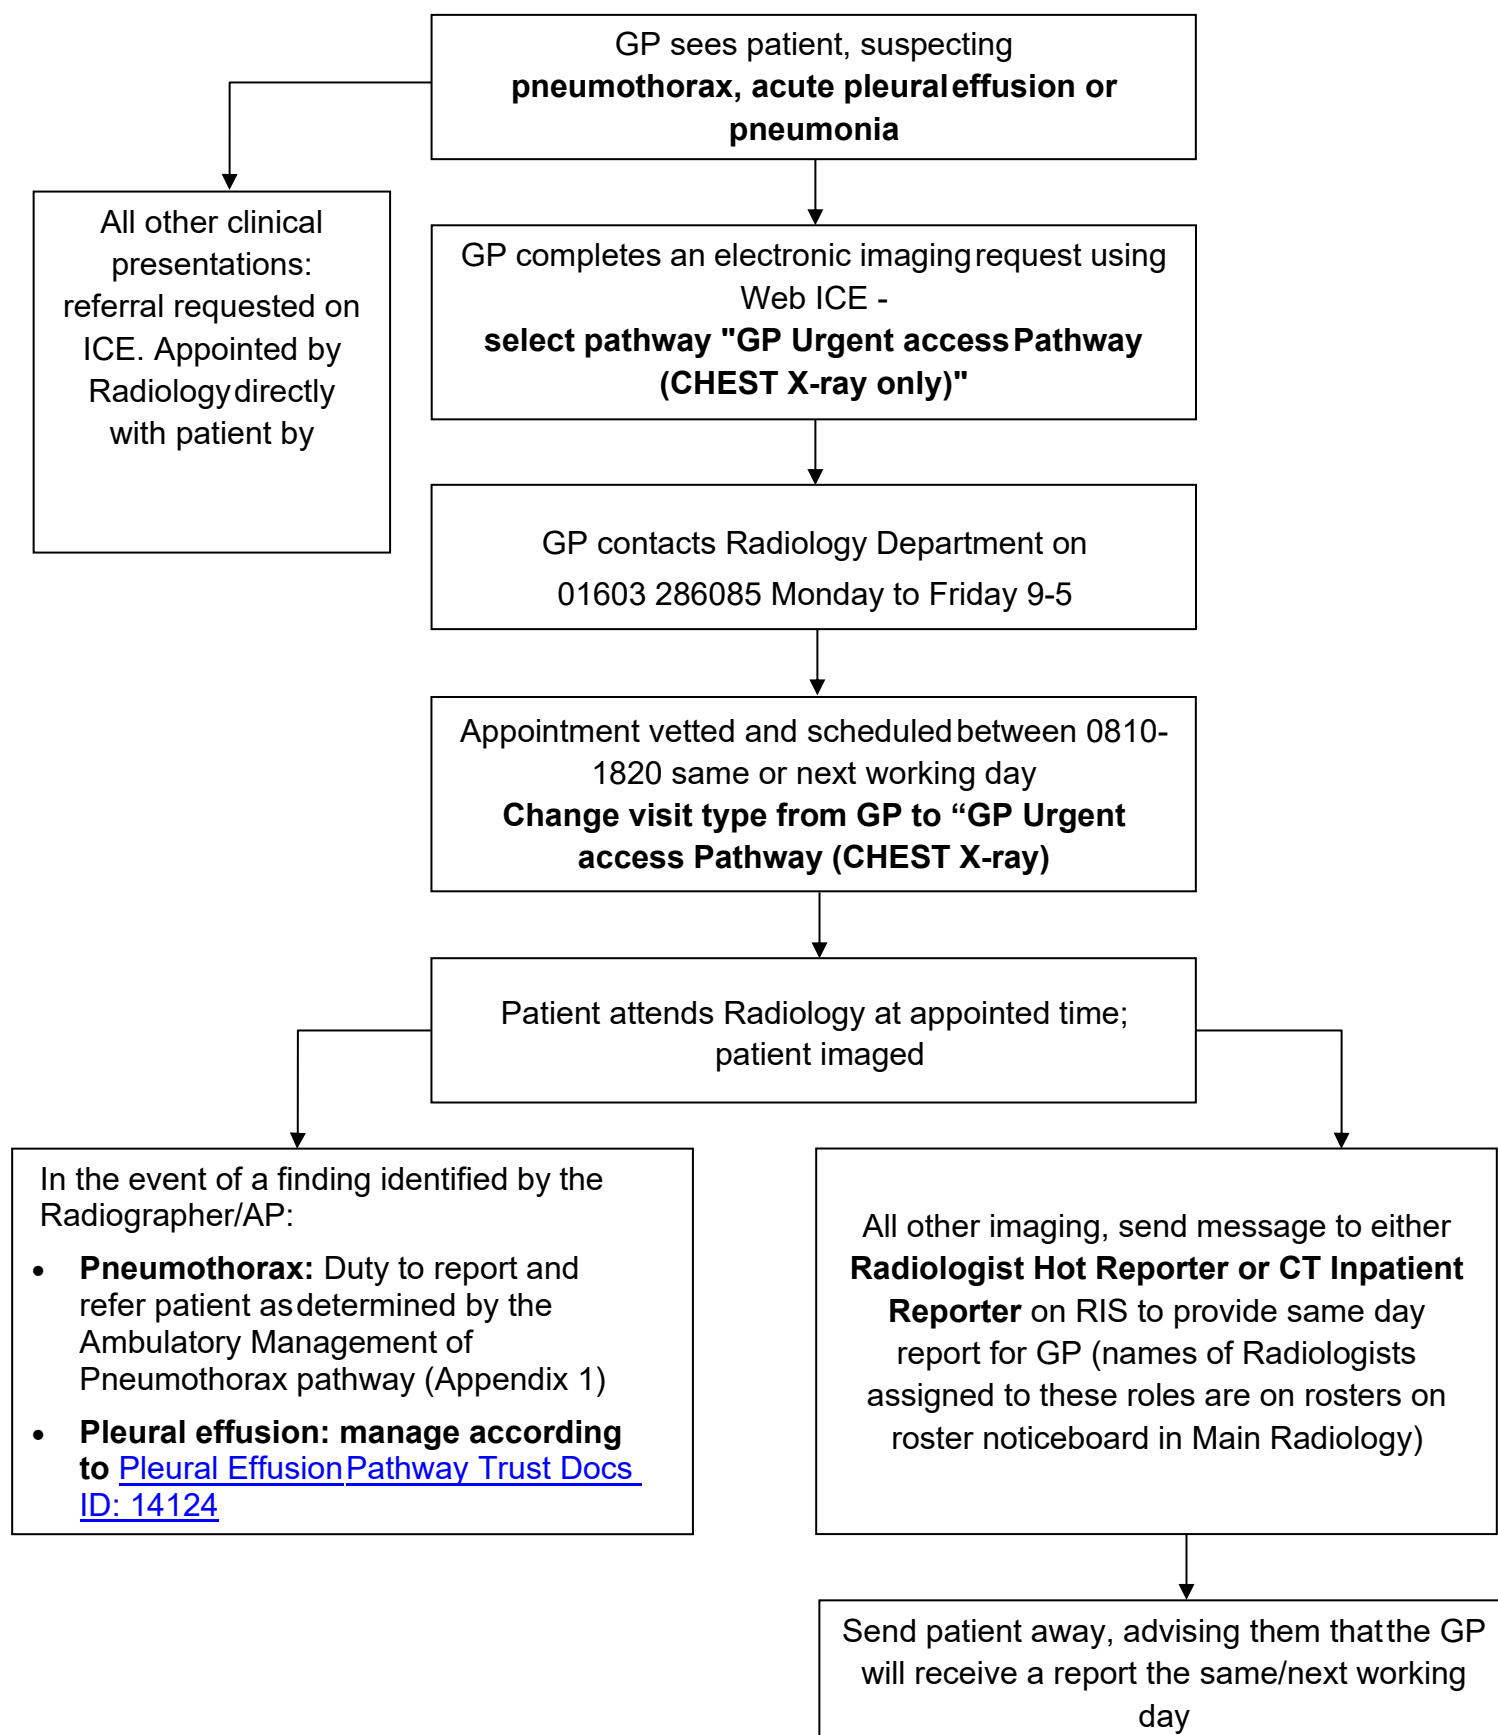 GP sees patient, suspecting
pneumothorax, acute pleural effusion or
pneumonia
All other clinical
presentations:
referral requested on
ICE. Appointed by
Radiology directly
with patient by
GP completes an electronic imaging request using
Web ICE -
select pathway "GP Urgent access Pathway
(CHEST X-ray only)"
GP contacts Radiology Department on
01603 286085 Monday to Friday 9-5
Appointment vetted and scheduled between 0810-
1820 same or next working day
Change visit type from GP to “GP Urgent
access Pathway (CHEST X-ray)
Patient attends Radiology at appointed time;
patient imaged
In the event of a finding identified by the
Radiographer/AP:
• Pneumothorax: Duty to report and
refer patient as determined by the
Ambulatory Management of
Pneumothorax pathway (Appendix 1)
• Pleural effusion: manage according
to Pleural Effusion Pathway Trust Docs
ID: 14124
All other imaging, send message to either
Radiologist Hot Reporter or CT Inpatient
Reporter on RIS to provide same day
report for GP (names of Radiologists
assigned to these roles are on rosters on
roster noticeboard in Main Radiology)
Send patient away, advising them that the GP
will receive a report the same/next working
day